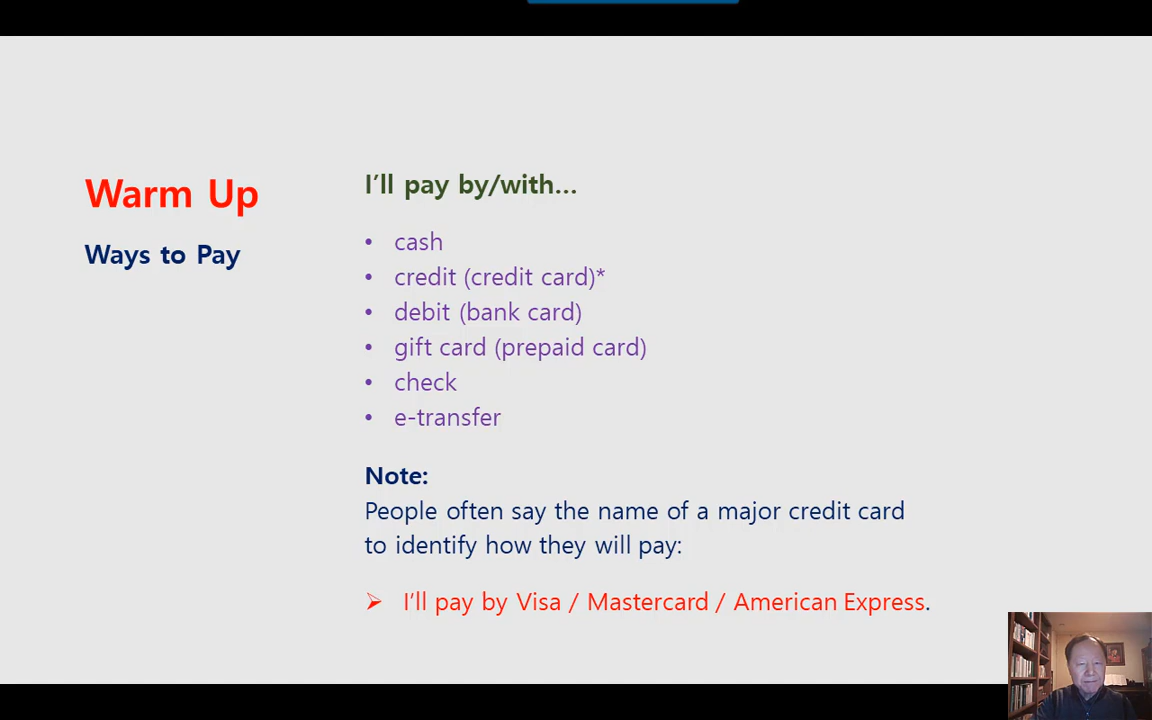 Warm Up
Ways to Pay
I'll pay by/with...
• cash
• credit (credit card)*
• debit (bank card)
• gift card (prepaid card)
• check
• e-transfer
Note:
People often say the name of a major credit card
to identify how they will pay:
➢ I'll pay by Visa / Mastercard / American Express.